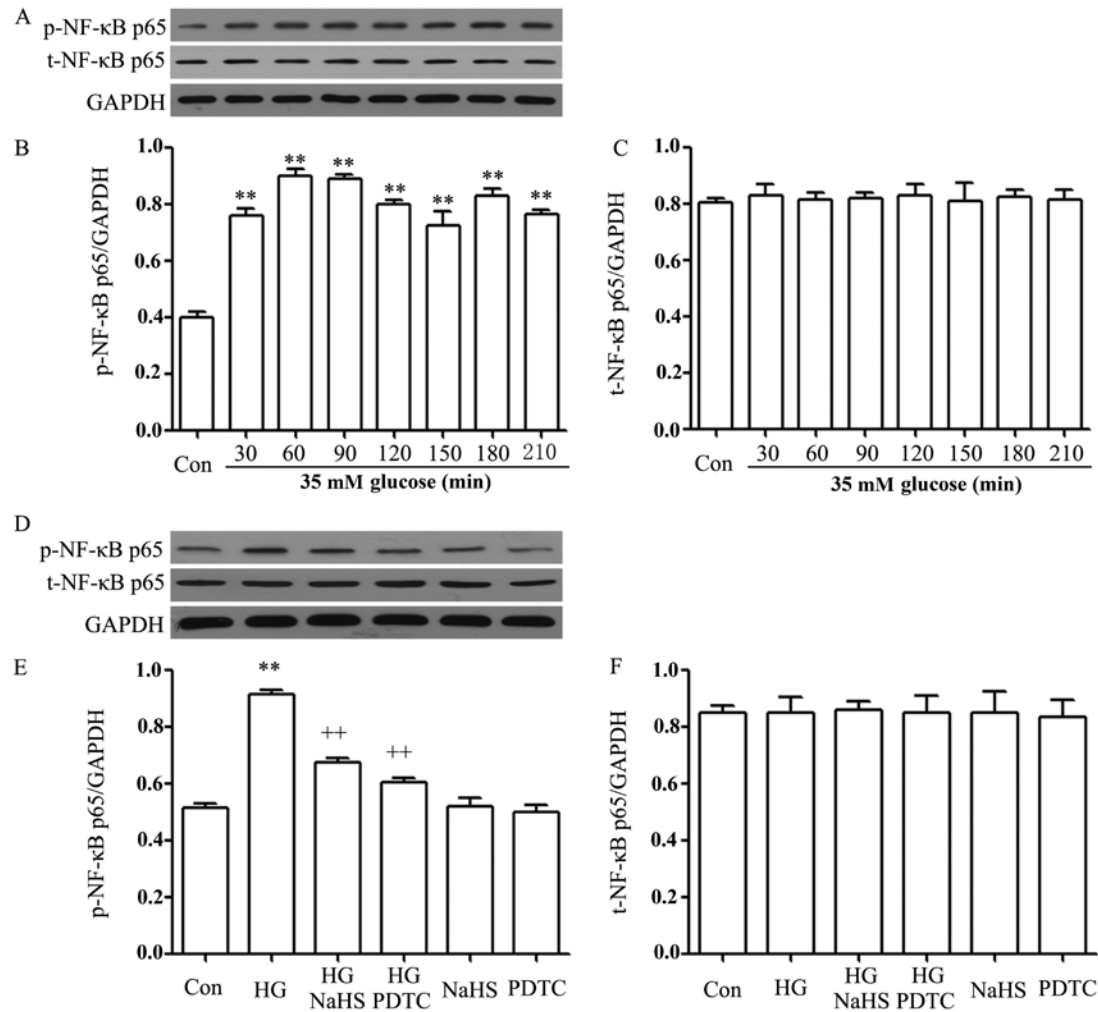 A
p-NF-κB p65
t-NF-κB p65
GAPDH
B
p-NF-κB p65/GAPDH
1.0
0.8
0.6
0.4
0.2
0.0
**
**
**
**
**
**
**
Con
30
60
90
120
150
180
210
35 mM glucose (min)
C
t-NF-κB p65/GAPDH
1.0
0.8
0.6
0.4
0.2
0.0
Con
30
60
90
120
150
180
210
35 mM glucose (min)
D
p-NF-κB p65
t-NF-κB p65
GAPDH
E
p-NF-κB p65/GAPDH
1.0
0.8
0.6
0.4
0.2
0.0
**
++
++
Con
HG
HG
NaHS
HG
PDTC
NaHS
PDTC
F
t-NF-κB p65/GAPDH
1.0
0.8
0.6
0.4
0.2
0.0
Con
HG
HG
NaHS
HG
PDTC
NaHS
PDTC